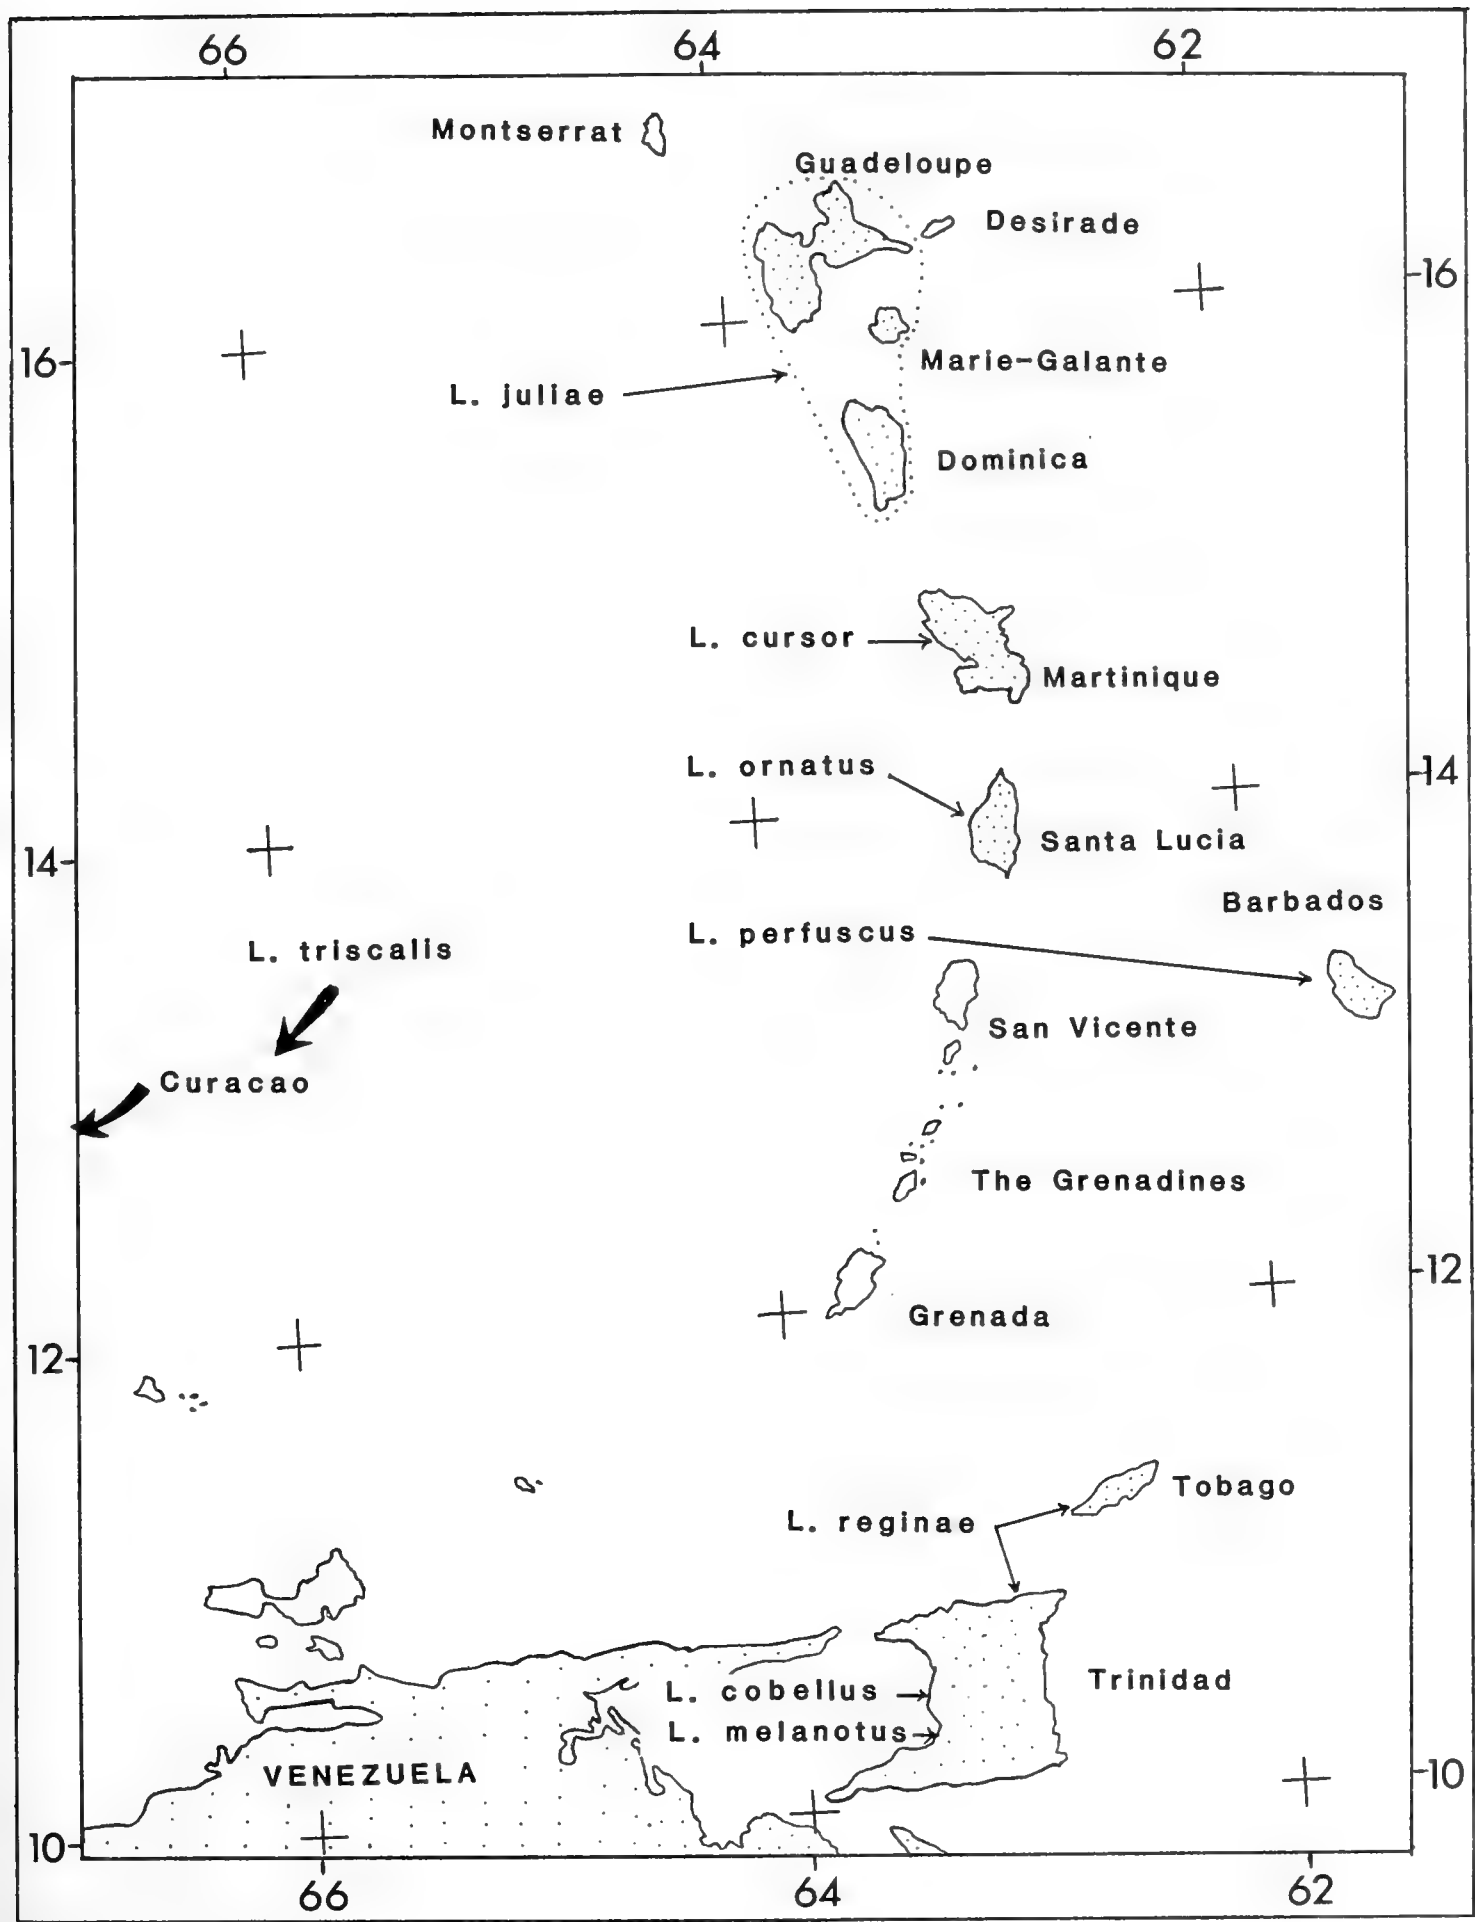 66 64 62
Montserrat
Guadeloupe
Desirade
16
16
Marie-Galante
L. juliae
Dominica
L. cursor
Martinique
L. ornatus
14
Santa Lucia
14
Barbados
L. perfuscus
L. triscalis
San Vicente
Curacao
The Grenadines
12
Grenada
12
Tobago
L. reginae
Trinidad
L. cobellus
L. melanotus
VENEZUELA
10
10
66 64 62